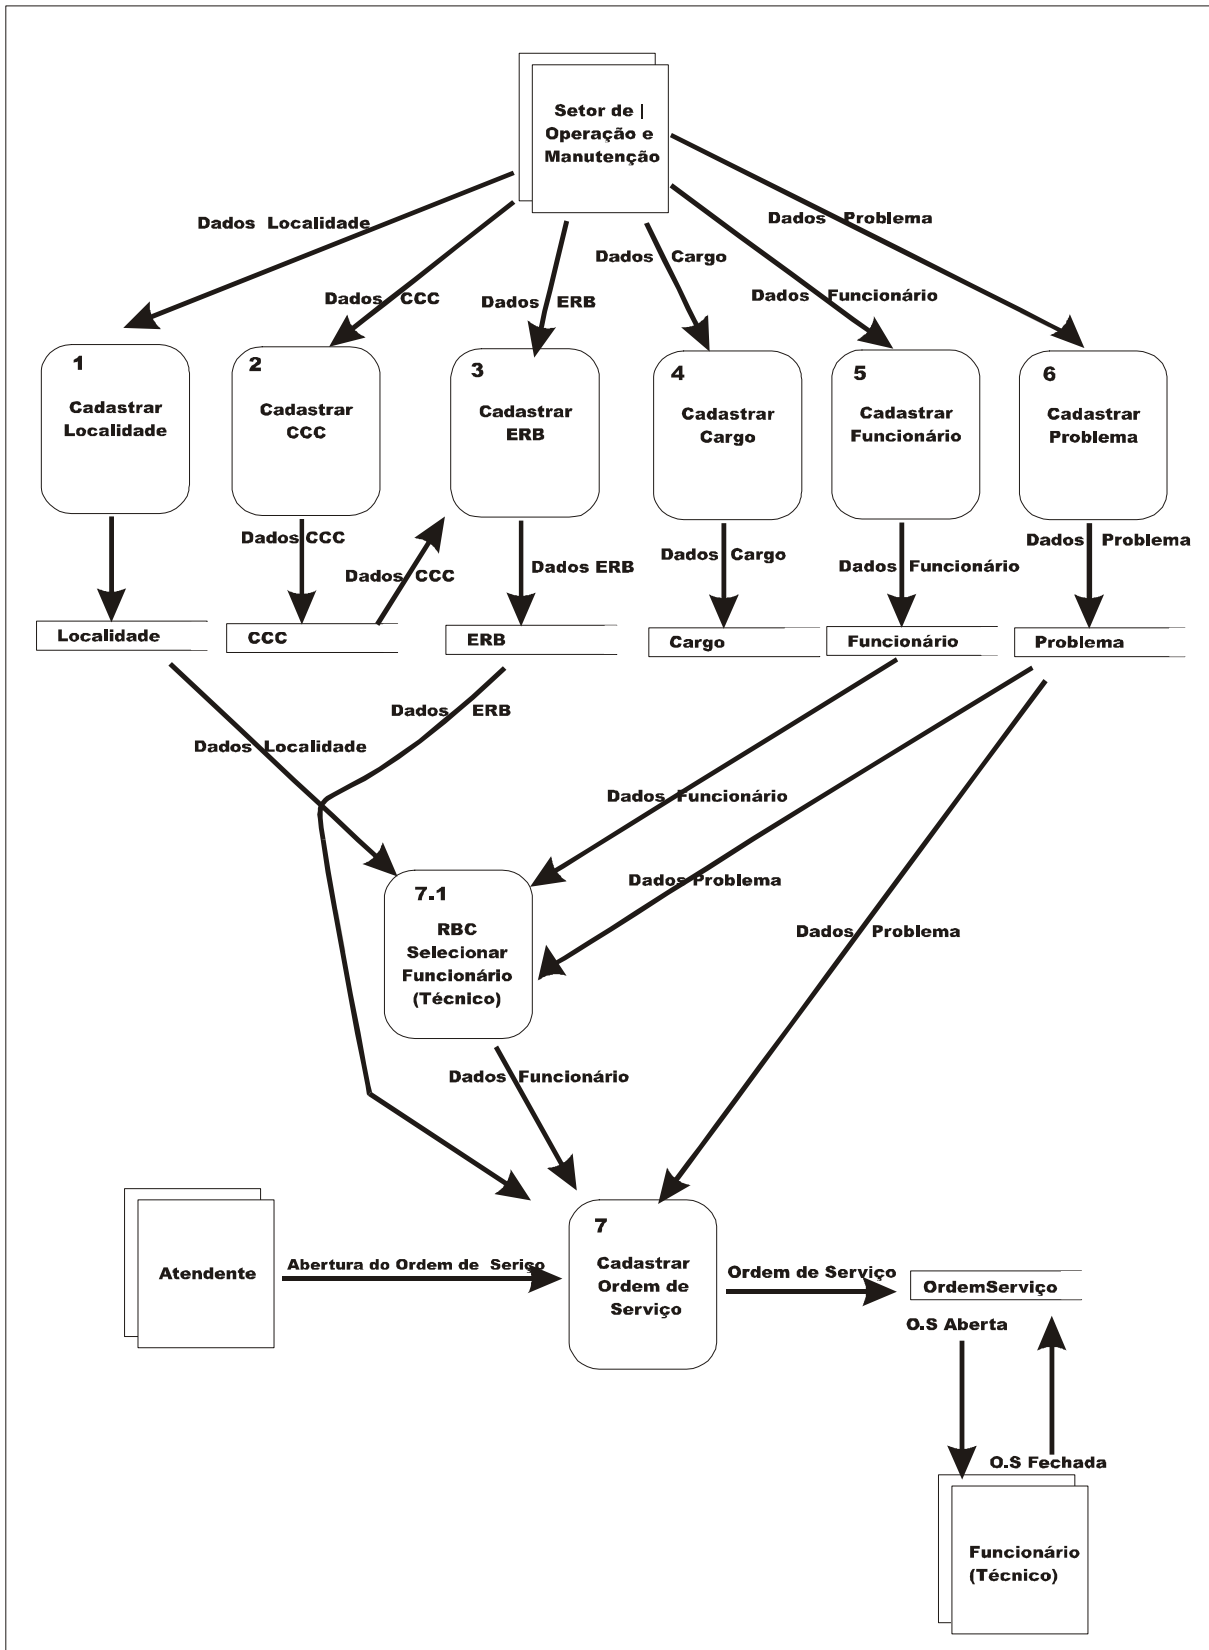 Setor de |
Operação e
Manutenção
Dados Localidade
Dados Problema
Dados Cargo
Dados CCC
Dados ERB
Dados Funcionário
1
Cadastrar
Localidade
2
Cadastrar
CCC
3
Cadastrar
ERB
4
Cadastrar
Cargo
5
Cadastrar
Funcionário
6
Cadastrar
Problema
Dados CCC
Dados CCC
Dados ERB
Dados Cargo
Dados Funcionário
Dados Problema
Localidade
CCC
ERB
Cargo
Funcionário
Problema
Dados ERB
Dados Localidade
Dados Funcionário
Dados Problema
Dados Problema
7.1
RBC
Selecionar
Funcionário
(Técnico)
Dados Funcionário
Atendente
Abertura do Ordem de Seriço
7
Cadastrar
Ordem de
Serviço
Ordem de Serviço
OrdemServiço
O.S Aberta
O.S Fechada
Funcionário
(Técnico)